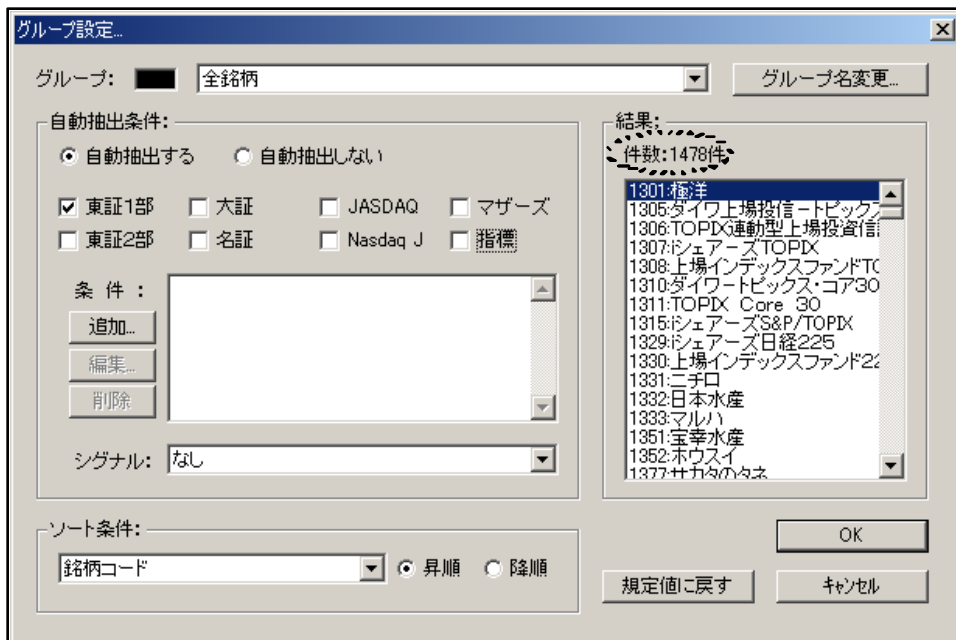 グループ設定...
グループ: 全銘柄 グループ名変更...
自動抽出条件:
自動抽出する 自動抽出しない
東証1部 大証 JASDAQ マザーズ
東証2部 名証 Nasdaq J 指標
条 件 :
追加...
編集...
削除
シグナル: なし
結果:
件数:1478件
1301:極洋
1305:ダイワ上場投信-トピックス
1306:TOPIX連動型上場投資信託
1307:iシェアーズTOPIX
1308:上場インデックスファンドTO
1310:ダイワートピックス・コア30
1311:TOPIX Core 30
1315:iシェアーズS&P/TOPIX
1329:iシェアーズ日経225
1330:上場インデックスファンド22
1331:ニチロ
1332:日本水産
1333:マルハ
1351:宝幸水産
1352:ホウスイ
1377:サカタのタネ
ソート条件:
銘柄コード 昇順 降順
OK
規定値に戻す キャンセル